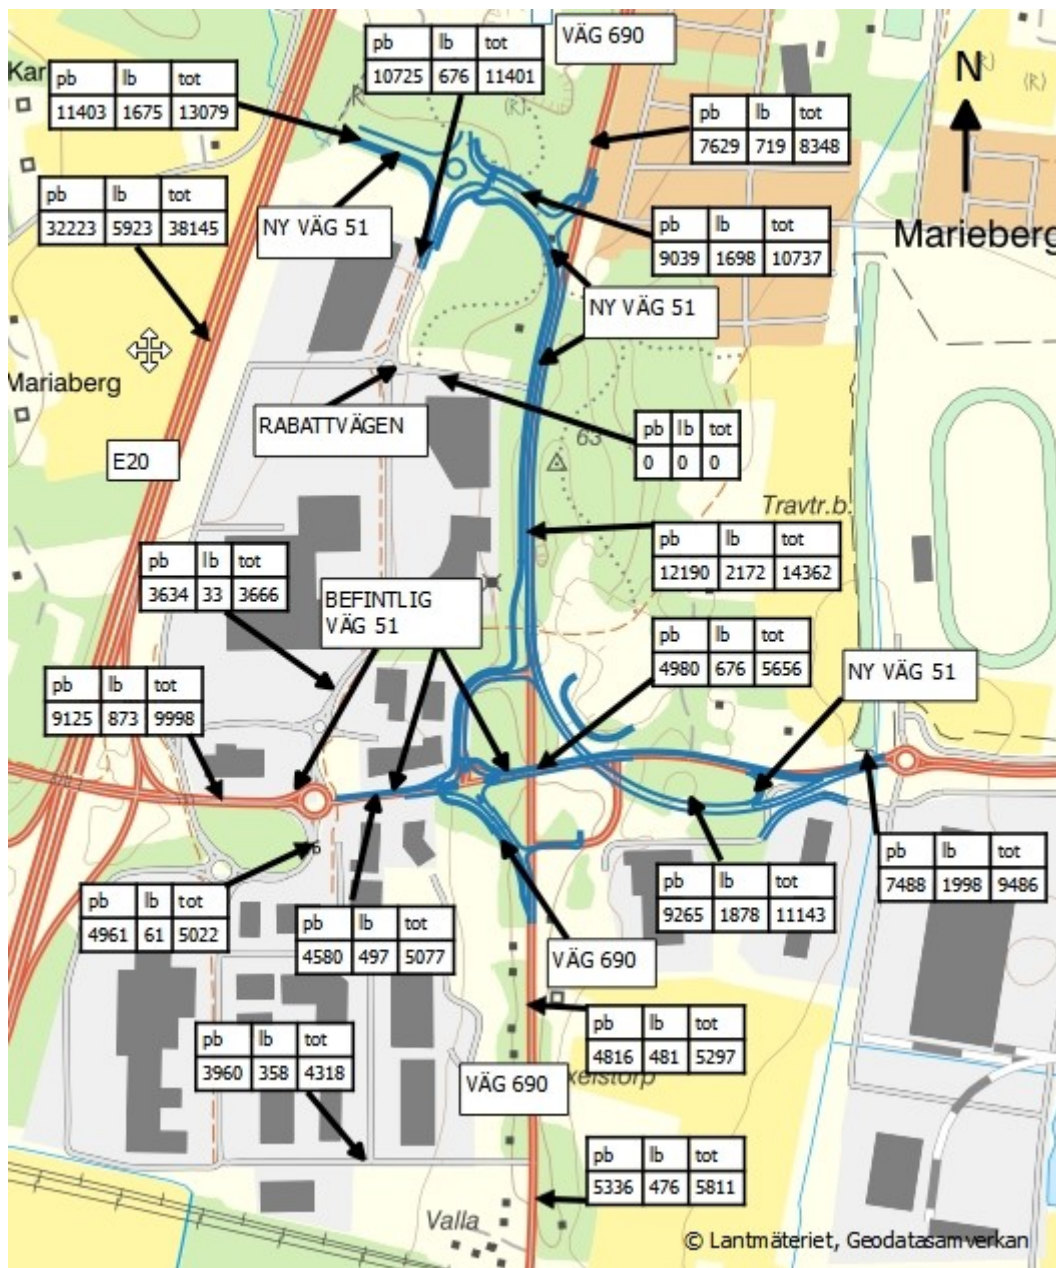 pb lb tot
10725 676 11401
VÄG 690
N
(R)
Kar
pb lb tot
11403 1675 13079
(R)
pb lb tot
7629 719 8348
pb lb tot
32223 5923 38145
NY VÄG 51
pb lb tot
9039 1698 10737
Marieberg
NY VÄG 51
Mariaberg
RABATTVÄGEN
pb lb tot
0 0 0
63
E20
Travtr.b.
pb lb tot
12190 2172 14362
pb lb tot
3634 33 3666
BEFINTLIG
VÄG 51
pb lb tot
4980 676 5656
NY VÄG 51
pb lb tot
9125 873 9998
pb lb tot
7488 1998 9486
pb lb tot
9265 1878 11143
pb lb tot
4961 61 5022
pb lb tot
4580 497 5077
VÄG 690
pb lb tot
4816 481 5297
pb lb tot
3960 358 4318
VÄG 690
xelstorp
pb lb tot
5336 476 5811
Valla
© Lantmäteriet, Geodatasamverkan